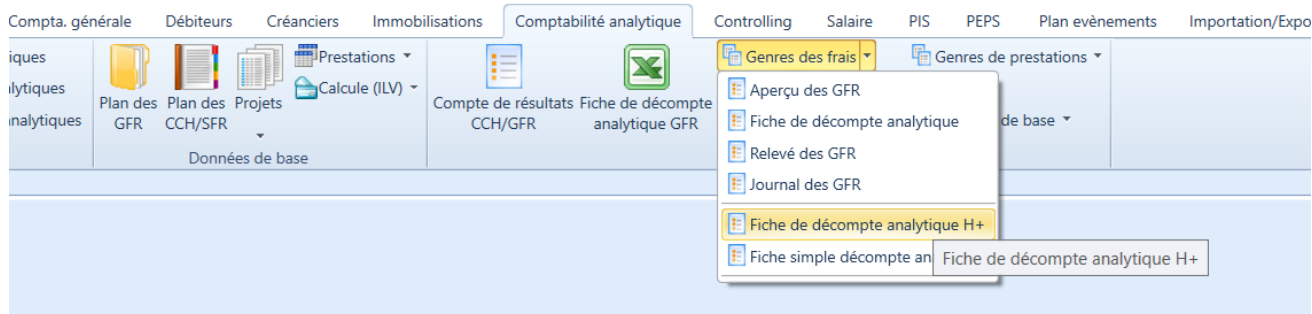 Compta. générale Débiteurs Créanciers Immobilisations Comptabilité analytique Controlling Salaire PIS PEPS Plan evènements Importation/Expo
iques
lytiques
nalytiques
Plan des
GFR
Plan des
CCH/SFR
Projets
Prestations
Calcule (ILV)
Données de base
Compte de résultats
CCH/GFR
Fiche de décompte
analytique GFR
Genres des frais
Genres de prestations
de base
Aperçu des GFR
Fiche de décompte analytique
Relevé des GFR
Journal des GFR
Fiche de décompte analytique H+
Fiche simple décompte an
Fiche de décompte analytique H+